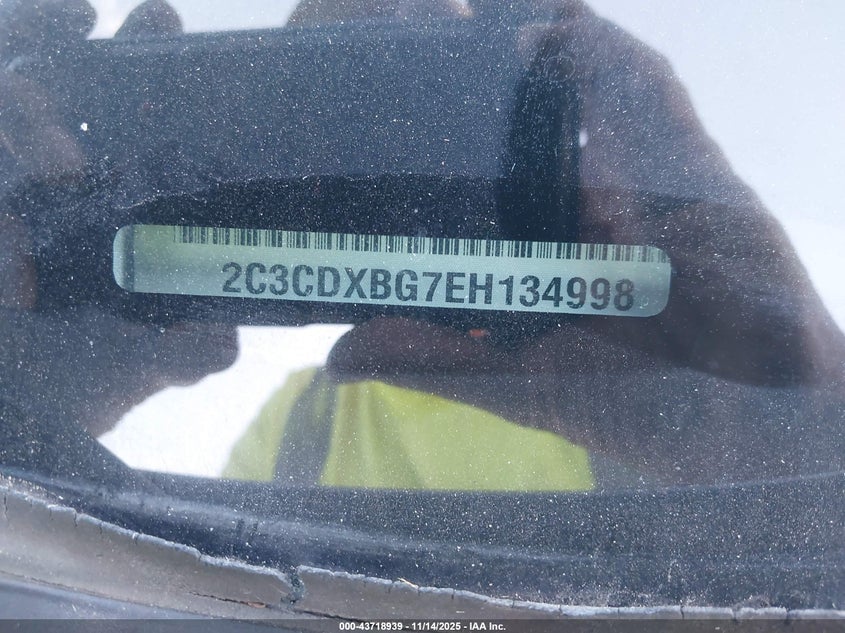 2C3CDXBG7EH134998
000-43718939 - 11/14/2025 - IAA Inc.